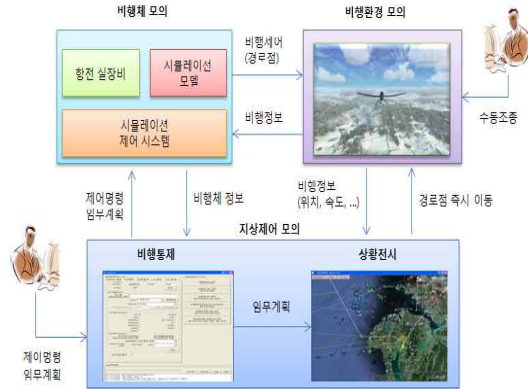 비행체 모의
비행환경 모의
항전 실장비
시뮬레이션
모델
시뮬레이션
제어 시스템
비행제어
(경로점)
비행정보
수동조종
제어명령
임무계획
비행체 정보
비행정보
(위치, 속도, ...)
경로점 즉시 이동
지상제어 모의
비행통제
상황전시
임무계획
제어명령
임무계획